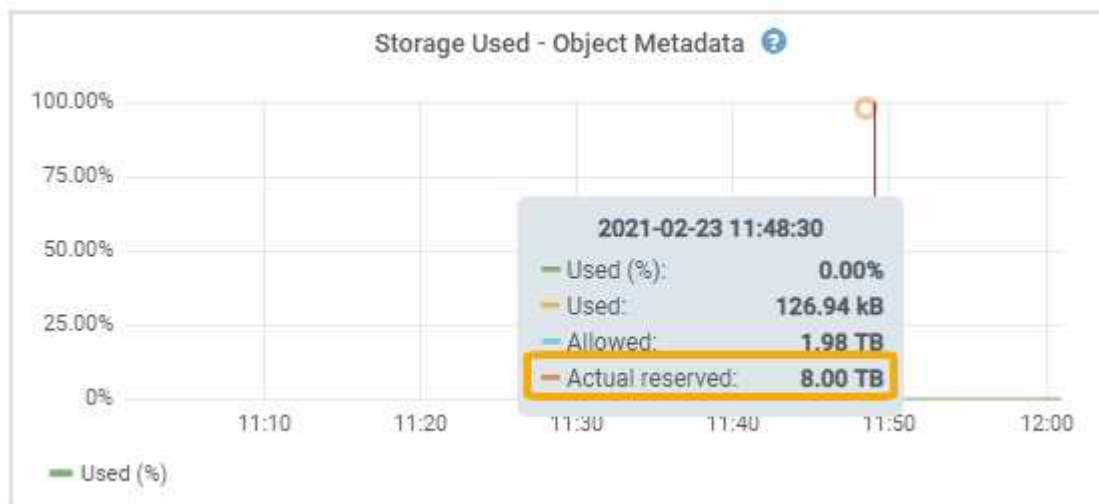 Storage Used - Object Metadata ?
100.00%
75.00%
50.00%
25.00%
0%
2021-02-23 11:48:30
Used (%): 0.00%
Used: 126.94 kB
Allowed: 1.98 TB
Actual reserved: 8.00 TB
11:10 11:20 11:30 11:40 11:50 12:00
Used (%)